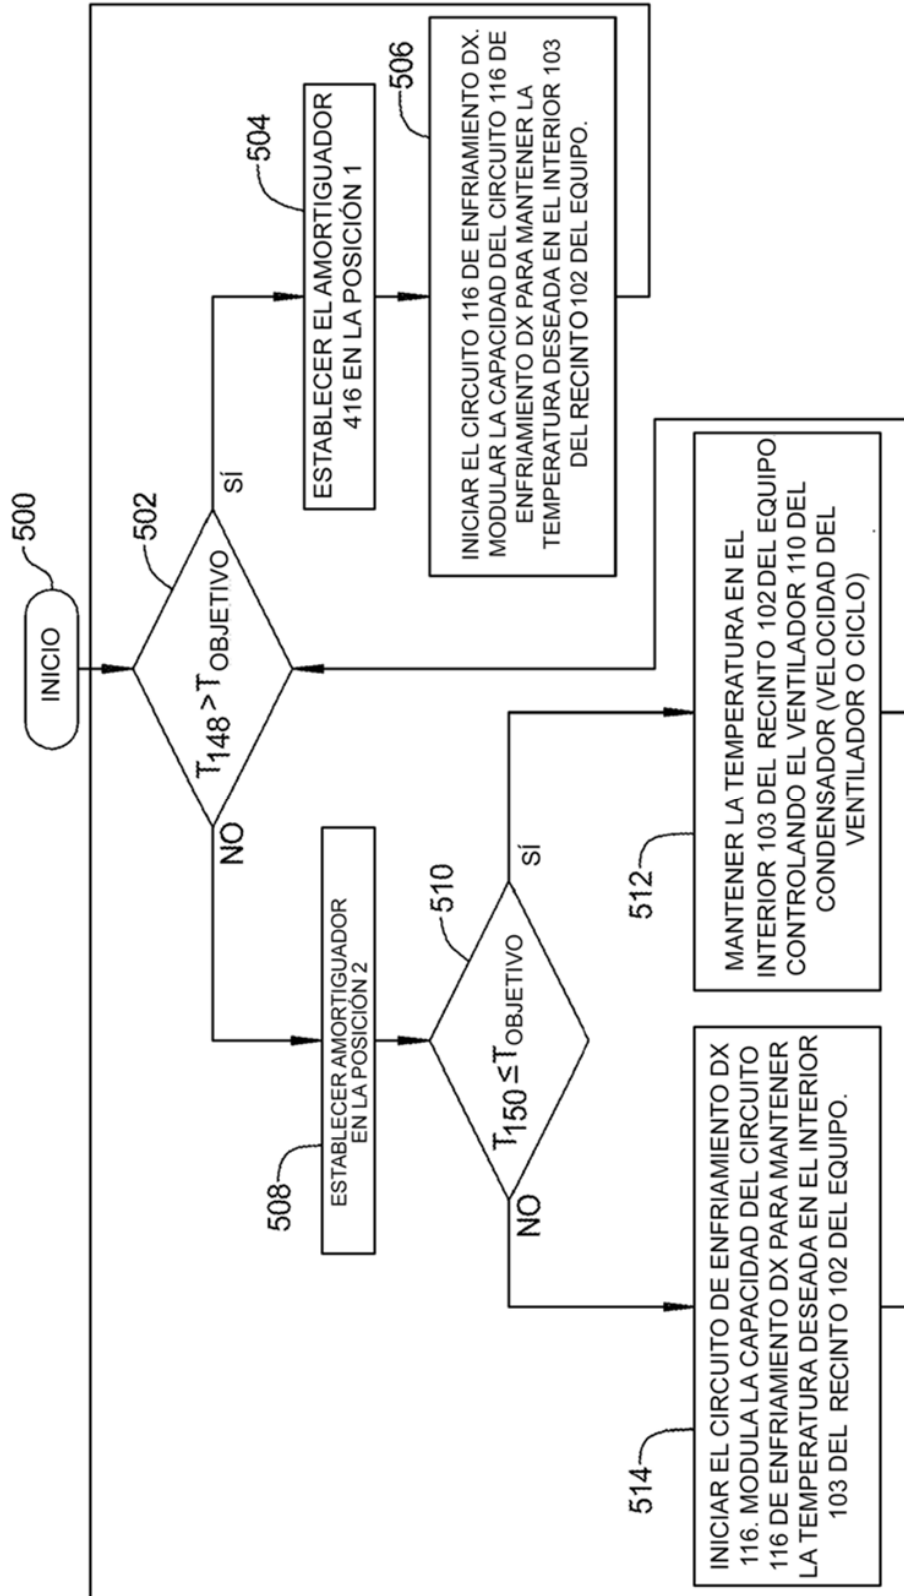 500
INICIO
502
T148 > TOBJETIVO
SÍ
NO
504
ESTABLECER EL AMORTIGUADOR
416 EN LA POSICIÓN 1
506
INICIAR EL CIRCUITO 116 DE ENFRIAMIENTO DX.
MODULAR LA CAPACIDAD DEL CIRCUITO 116 DE
ENFRIAMIENTO DX PARA MANTENER LA
TEMPERATURA DESEADA EN EL INTERIOR 103
DEL RECINTO 102 DEL EQUIPO.
508
ESTABLECER AMORTIGUADOR
EN LA POSICIÓN 2
510
T150 ≤ TOBJETIVO
SÍ
NO
512
MANTENER LA TEMPERATURA EN EL
INTERIOR 103 DEL RECINTO 102 DEL EQUIPO
CONTROLANDO EL VENTILADOR 110 DEL
CONDENSADOR (VELOCIDAD DEL
VENTILADOR O CICLO)
514
INICIAR EL CIRCUITO DE ENFRIAMIENTO DX
116. MODULA LA CAPACIDAD DEL CIRCUITO
116 DE ENFRIAMIENTO DX PARA MANTENER
LA TEMPERATURA DESEADA EN EL INTERIOR
103 DEL RECINTO 102 DEL EQUIPO.